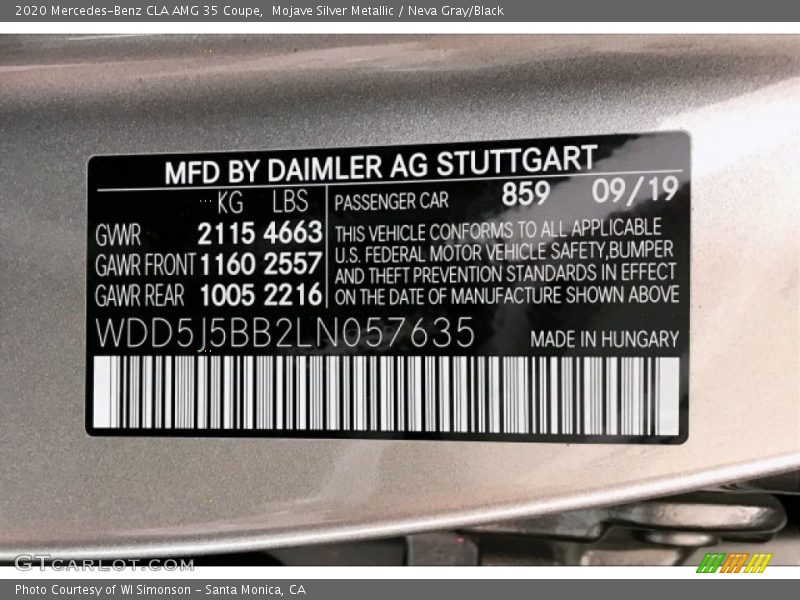 2020 Mercedes-Benz CLA AMG 35 Coupe,  Mojave Silver Metallic / Neva Gray/Black
MFD BY DAIMLER AG STUTTGART
KG LBS
GWR 2115 4663
GAWR FRONT 1160 2557
GAWR REAR 1005 2216
PASSENGER CAR 859 09/19
THIS VEHICLE CONFORMS TO ALL APPLICABLE
U.S. FEDERAL MOTOR VEHICLE SAFETY,BUMPER
AND THEFT PREVENTION STANDARDS IN EFFECT
ON THE DATE OF MANUFACTURE SHOWN ABOVE
WDD5J5BB2LN057635 MADE IN HUNGARY
GTCARLOT.COM
Photo Courtesy of WI Simonson - Santa Monica, CA